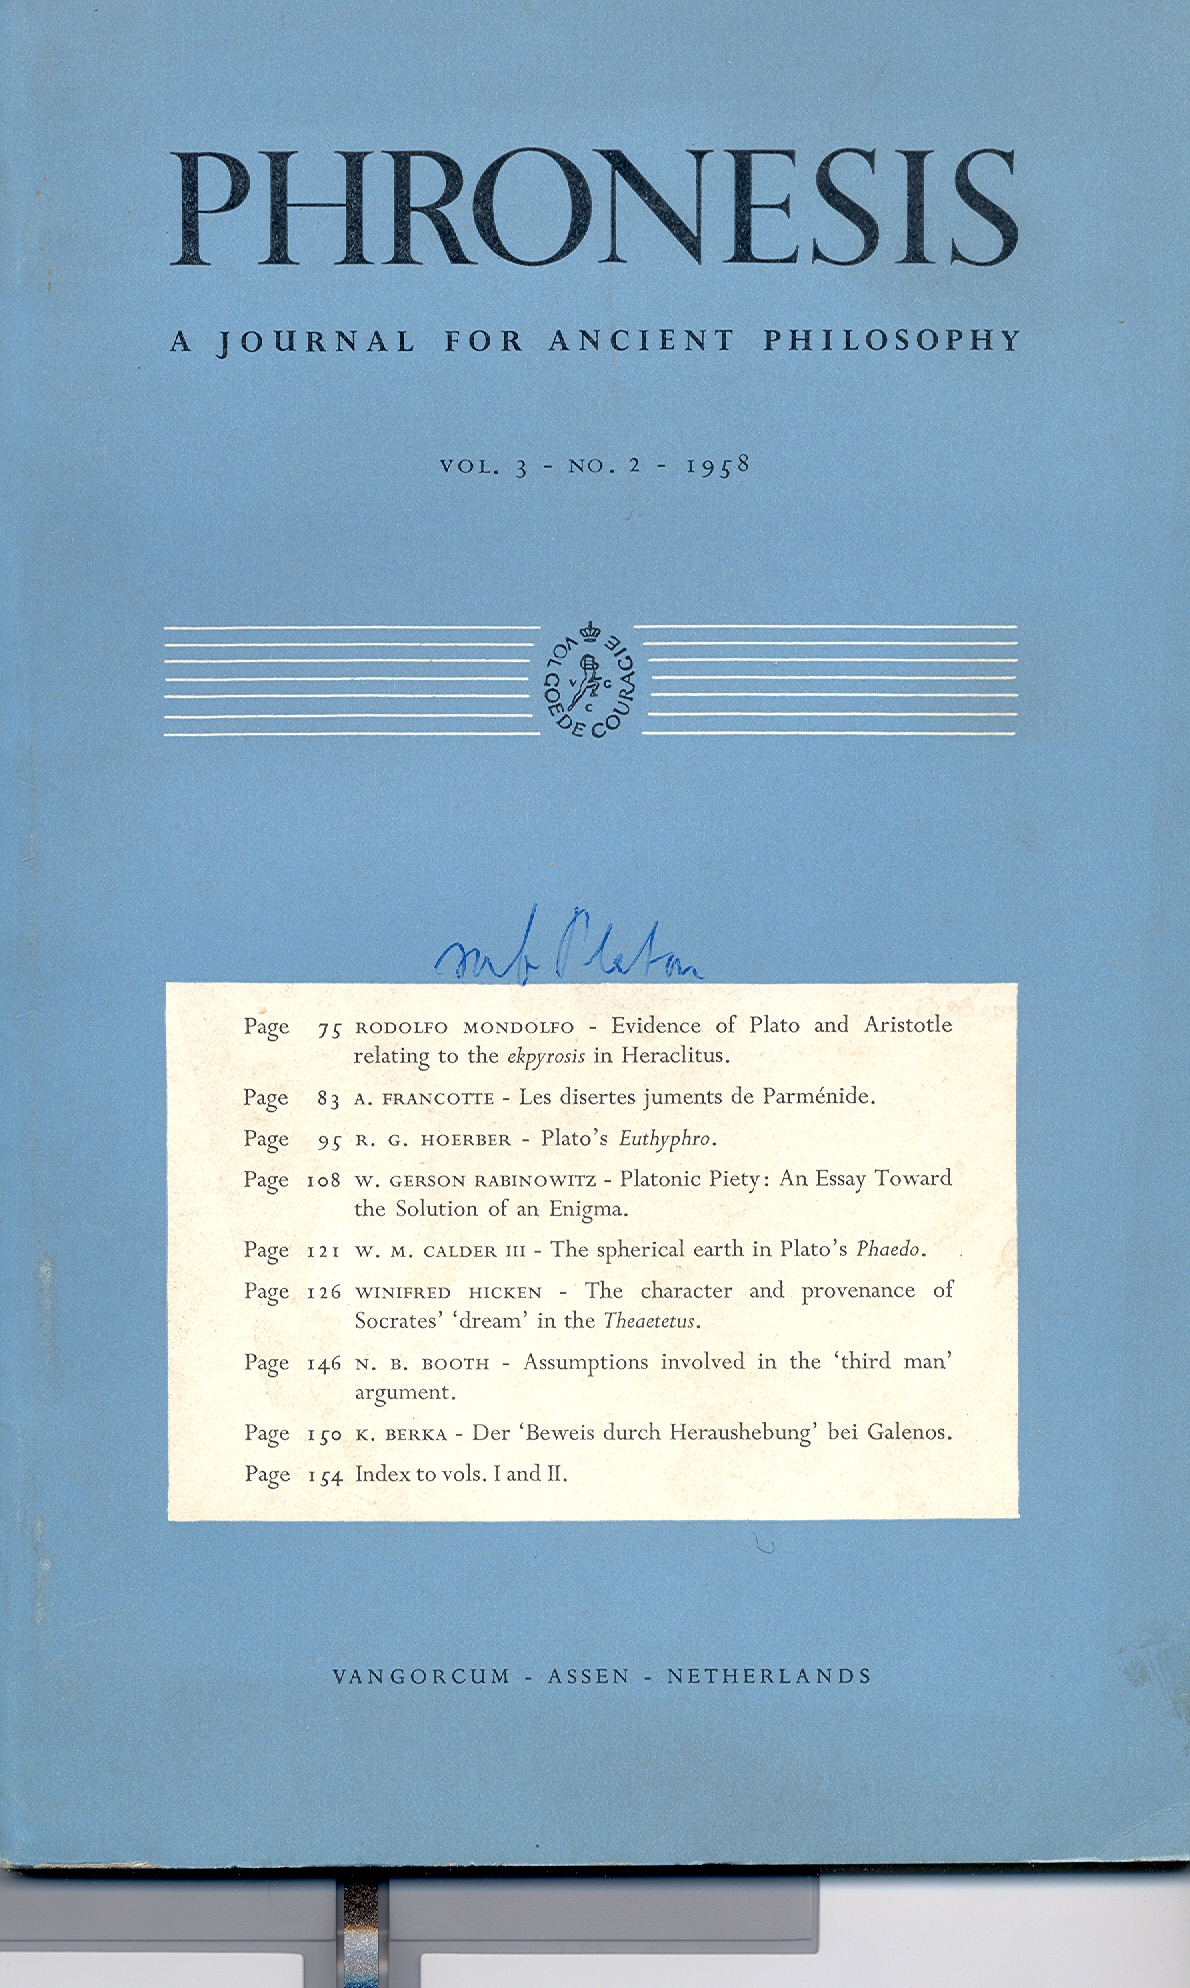 PHRONESIS
A JOURNAL FOR ANCIENT PHILOSOPHY
VOL. 3 - NO. 2 - 1958
VOL GOEDE COURAGIE
V G C
Platon
Page 75 RODOLFO MONDOLFO - Evidence of Plato and Aristotle
relating to the ekpyrosis in Heraclitus.
Page 83 A. FRANCOTTE - Les disertes juments de Parménide.
Page 95 R. G. HOERBER - Plato's Euthyphro.
Page 108 W. GERSON RABINOWITZ - Platonic Piety: An Essay Toward
the Solution of an Enigma.
Page 121 W. M. CALDER III - The spherical earth in Plato's Phaedo.
Page 126 WINIFRED HICKEN - The character and provenance of
Socrates' 'dream' in the Theaetetus.
Page 146 N. B. BOOTH - Assumptions involved in the 'third man'
argument.
Page 150 K. BERKA - Der 'Beweis durch Heraushebung' bei Galenos.
Page 154 Index to vols. I and II.
VANGORCUM - ASSEN - NETHERLANDS